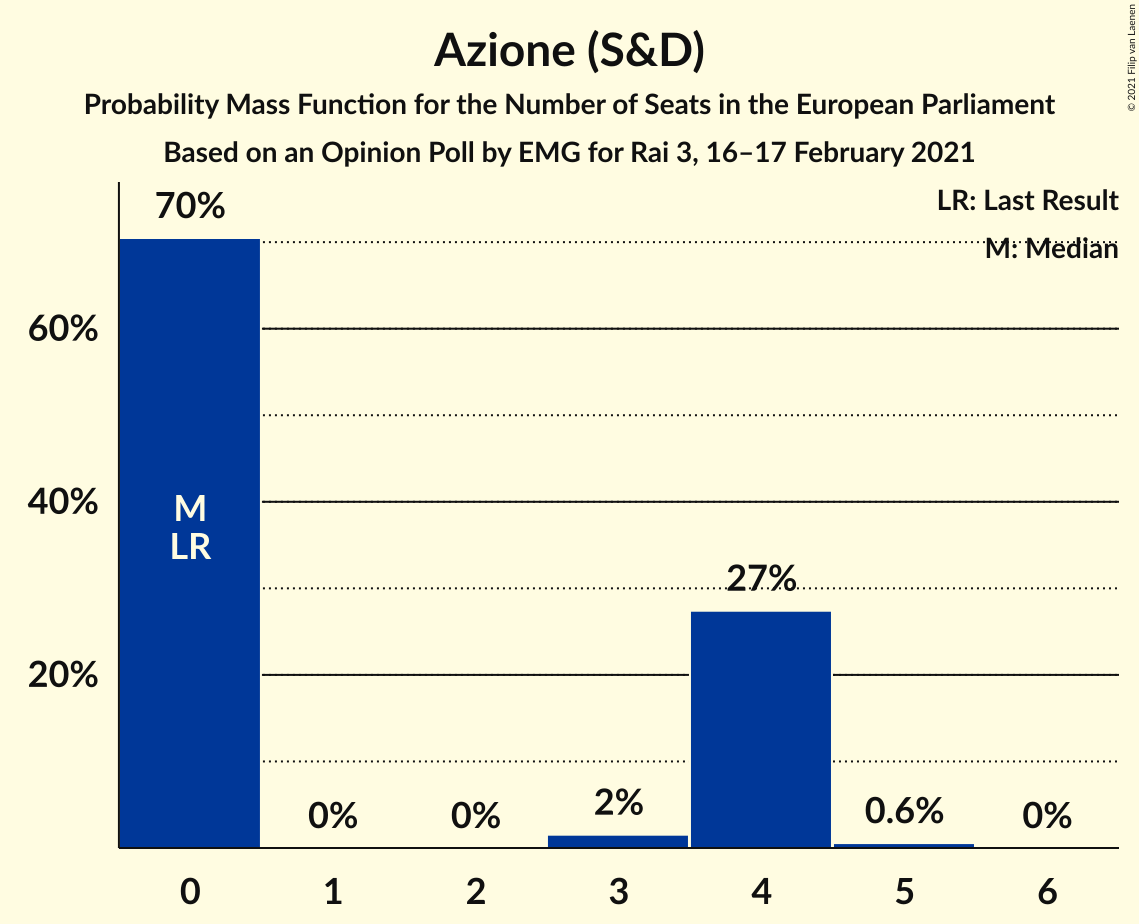 Azione (S&D)
Probability Mass Function for the Number of Seats in the European Parliament
Based on an Opinion Poll by EMG for Rai 3, 16–17 February 2021
© 2021 Filip van Laenen
LR: Last Result
M: Median
70%
60%
40%
20%
M
LR
0%
0%
2%
27%
0.6%
0%
0
1
2
3
4
5
6